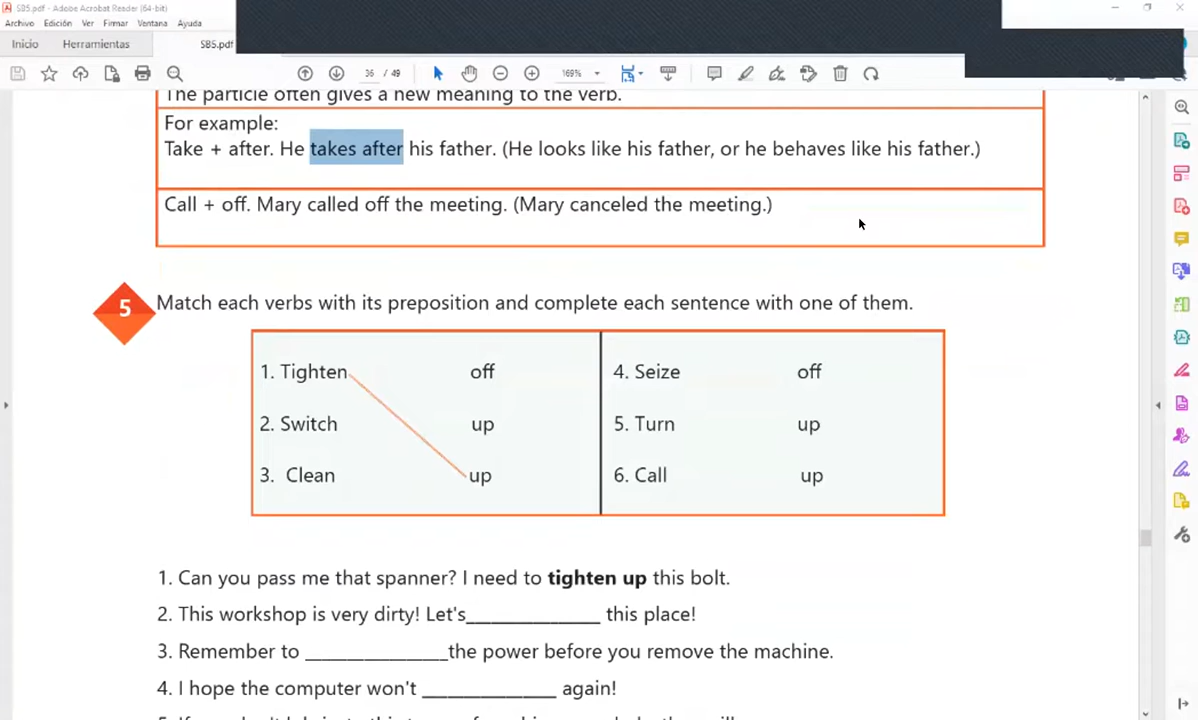 SB5.pdf - Adobe Acrobat Reader (64-bit)
Archivo Edición Ver Firmar Ventana Ayuda
Inicio Herramientas SB5.pdf
36 / 49 169%
The particle often gives a new meaning to the verb.
For example:
Take + after. He takes after his father. (He looks like his father, or he behaves like his father.)
Call + off. Mary called off the meeting. (Mary canceled the meeting.)
5 Match each verbs with its preposition and complete each sentence with one of them.
1. Tighten off 4. Seize off
2. Switch up 5. Turn up
3. Clean up 6. Call up
1. Can you pass me that spanner? I need to tighten up this bolt.
2. This workshop is very dirty! Let's______________ this place!
3. Remember to ________________the power before you remove the machine.
4. I hope the computer won't _______________ again!